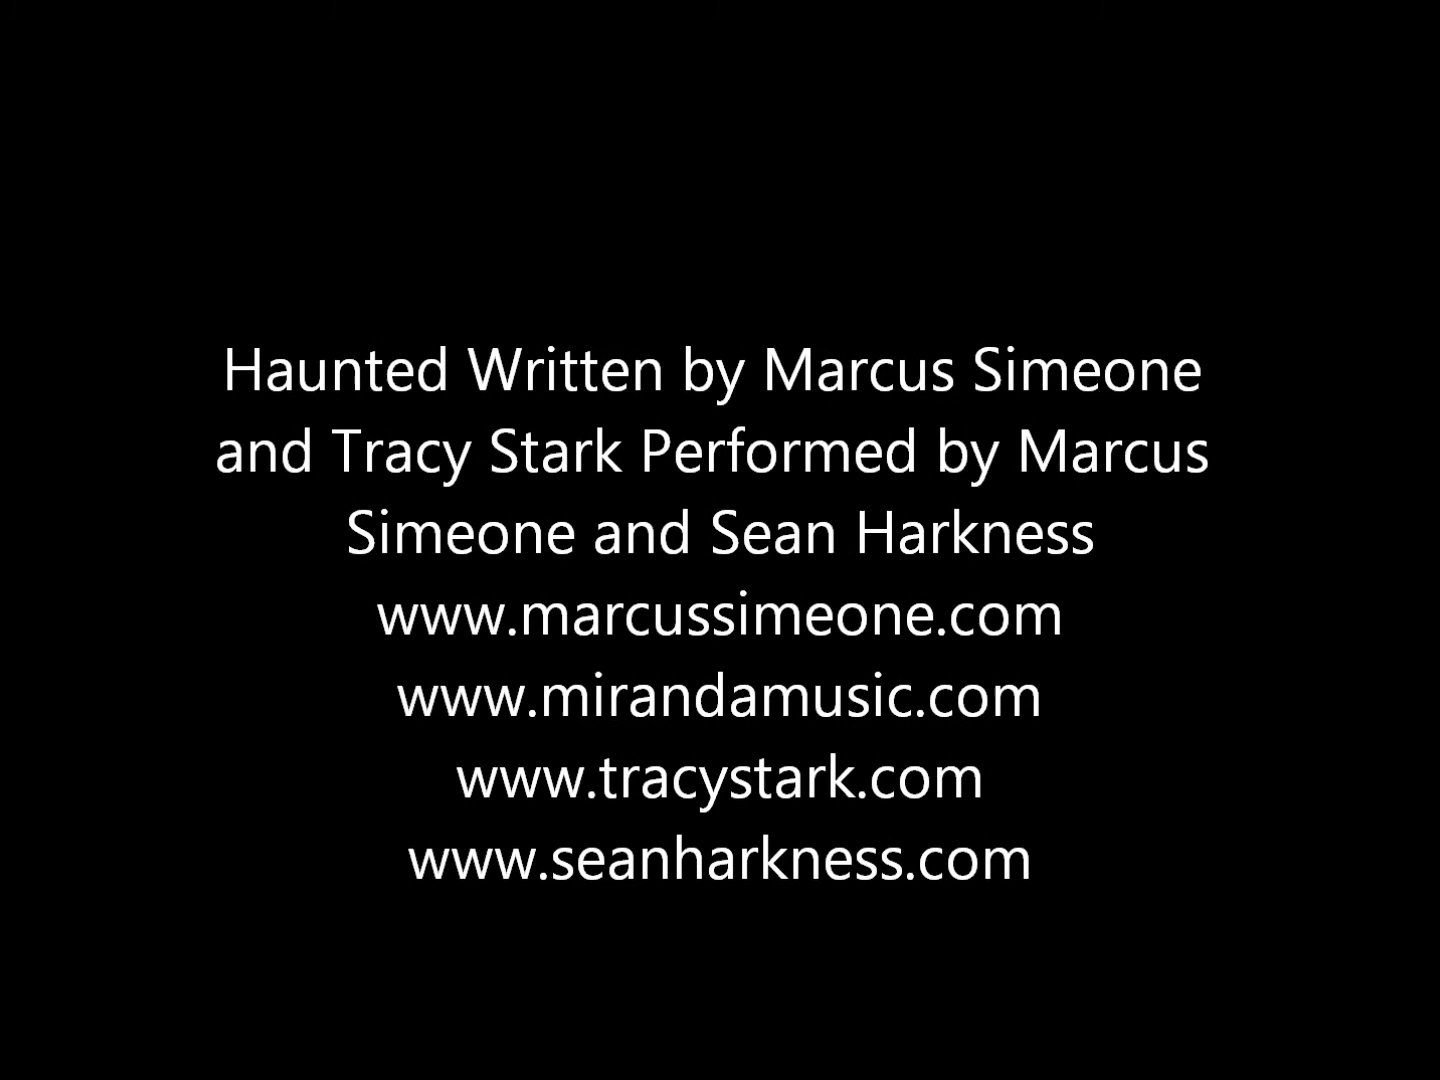 Haunted Written by Marcus Simeone
and Tracy Stark Performed by Marcus
Simeone and Sean Harkness
www.marcussimeone.com
www.mirandamusic.com
www.tracystark.com
www.seanharkness.com